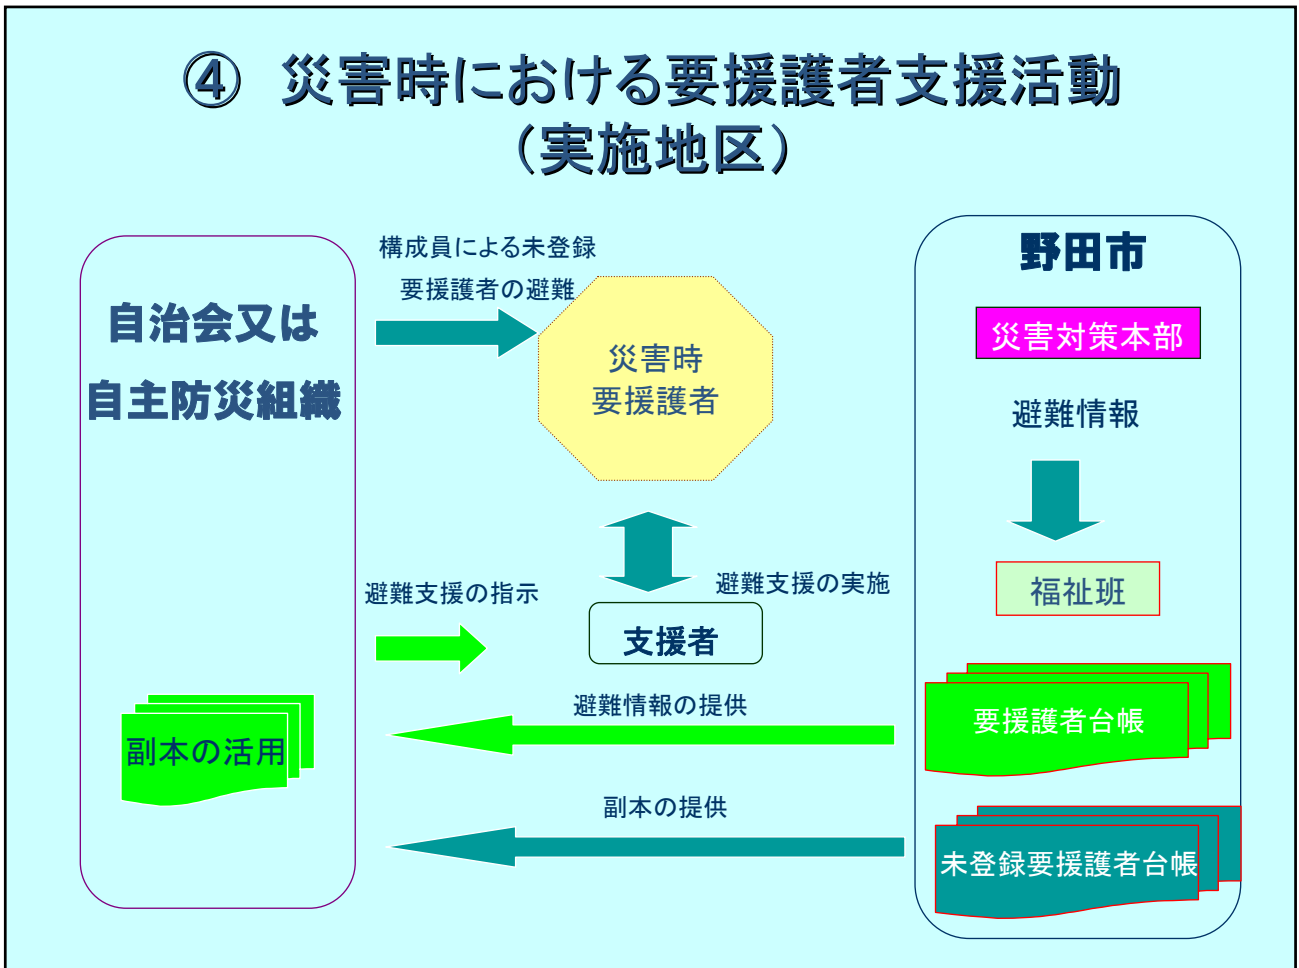 ④ 災害時における要援護者支援活動
（実施地区）
自治会又は
自主防災組織
副本の活用
構成員による未登録
要援護者の避難
災害時
要援護者
避難支援の指示
避難支援の実施
支援者
避難情報の提供
副本の提供
野田市
災害対策本部
避難情報
福祉班
要援護者台帳
未登録要援護者台帳